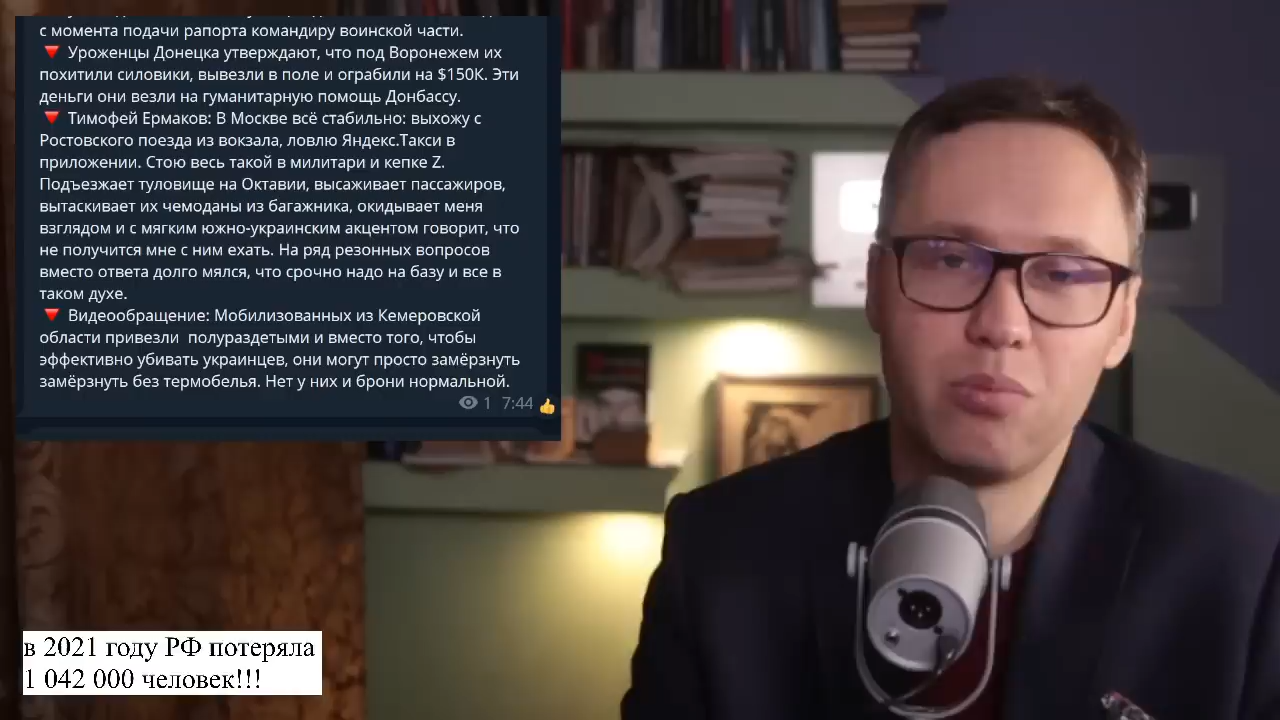 с момента подачи рапорта командиру воинской части.
🔻 Уроженцы Донецка утверждают, что под Воронежем их
похитили силовики, вывезли в поле и ограбили на $150К. Эти
деньги они везли на гуманитарную помощь Донбассу.
🔻 Тимофей Ермаков: В Москве всё стабильно: выхожу с
Ростовского поезда из вокзала, ловлю Яндекс.Такси в
приложении. Стою весь такой в милитари и кепке Z.
Подъезжает туловище на Октавии, высаживает пассажиров,
вытаскивает их чемоданы из багажника, окидывает меня
взглядом и с мягким южно-украинским акцентом говорит, что
не получится мне с ним ехать. На ряд резонных вопросов
вместо ответа долго мялся, что срочно надо на базу и все в
таком духе.
🔻 Видеообращение: Мобилизованных из Кемеровской
области привезли полураздетыми и вместо того, чтобы
эффективно убивать украинцев, они могут просто замёрзнуть
замёрзнуть без термобелья. Нет у них и брони нормальной.
1 7:44 👍
в 2021 году РФ потеряла
1 042 000 человек!!!